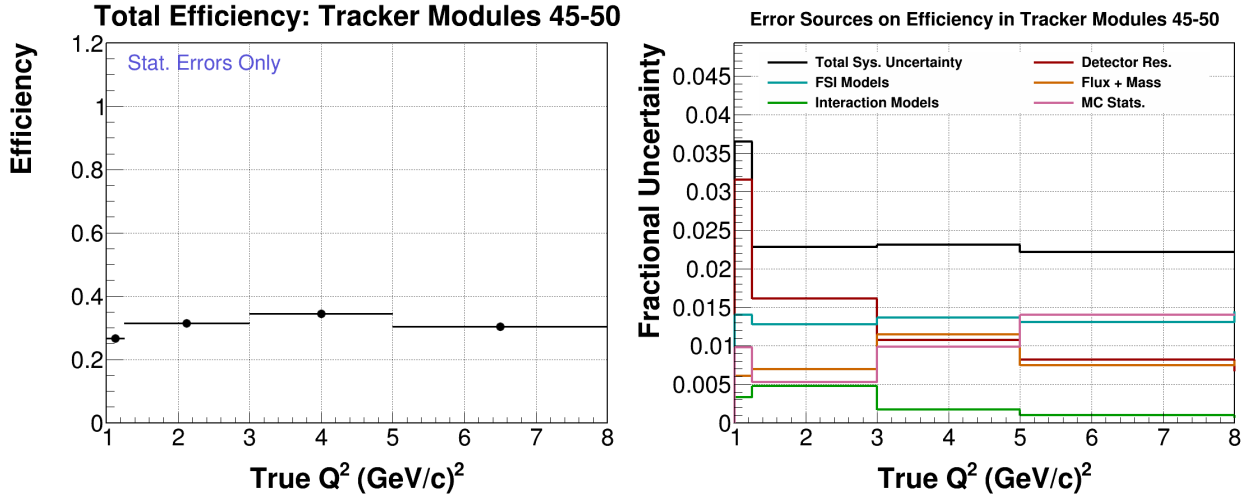 Total Efficiency: Tracker Modules 45-50
Efficiency
Stat. Errors Only
1.2
1
0.8
0.6
0.4
0.2
0
1 2 3 4 5 6 7 8
True Q² (GeV/c)²
Error Sources on Efficiency in Tracker Modules 45-50
Fractional Uncertainty
Total Sys. Uncertainty
FSI Models
Interaction Models
Detector Res.
Flux + Mass
MC Stats.
0.045
0.04
0.035
0.03
0.025
0.02
0.015
0.01
0.005
0
1 2 3 4 5 6 7 8
True Q² (GeV/c)²